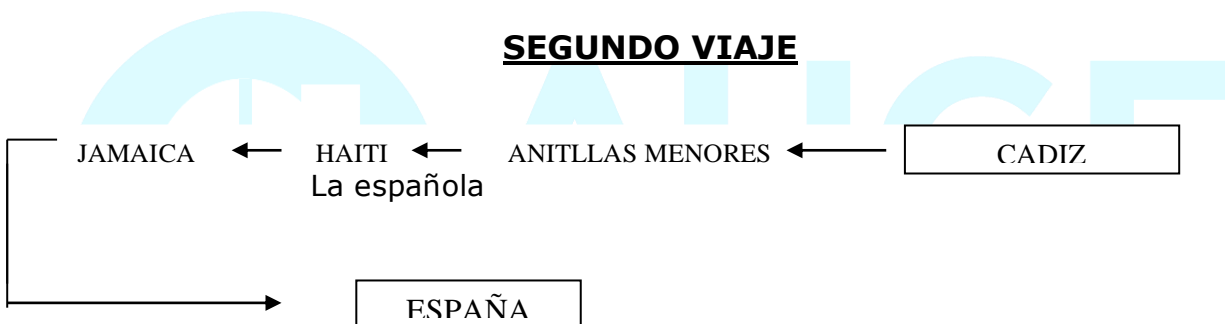 SEGUNDO VIAJE
JAMAICA HAITI ANITLLAS MENORES CADIZ
La española
ESPAÑA